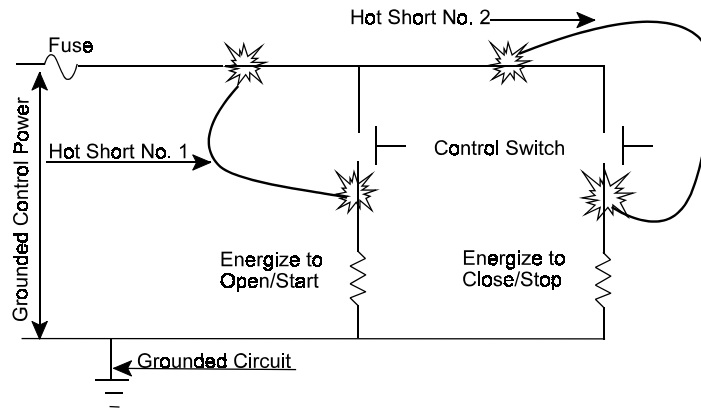 Hot Short No. 2
Fuse
Grounded Control Power
Hot Short No. 1
Control Switch
Energize to
Open/Start
Energize to
Close/Stop
Grounded Circuit